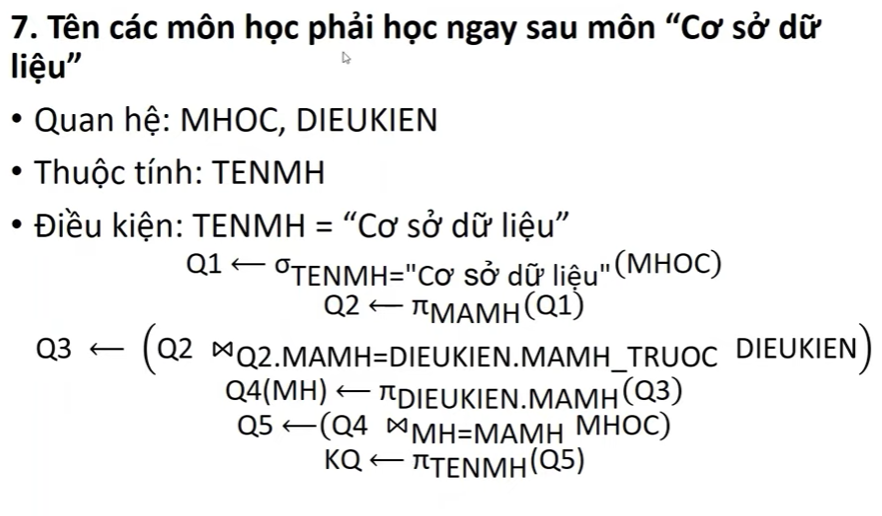 7. Tên các môn học phải học ngay sau môn “Cơ sở dữ
liệu”
• Quan hệ: MHOC, DIEUKIEN
• Thuộc tính: TENMH
• Điều kiện: TENMH = “Cơ sở dữ liệu”
Q1 ⟵ σTENMH="Cơ sở dữ liệu"(MHOC)
Q2 ⟵ πMAMH(Q1)
Q3 ⟵ (Q2 ⋈Q2.MAMH=DIEUKIEN.MAMH_TRUOC DIEUKIEN)
Q4(MH) ⟵ πDIEUKIEN.MAMH(Q3)
Q5 ⟵(Q4 ⋈MH=MAMH MHOC)
KQ ⟵ πTENMH(Q5)